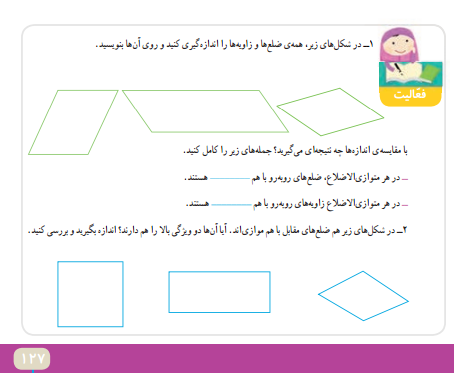 ۱ــ در شکل‌های زیر، همه‌ی ضلع‌ها و زاویه‌ها را اندازه‌گیری کنید و روی آن‌ها بنویسید.
فعّالیت
با مقایسه‌ی اندازه‌ها چه نتیجه‌ای می‌گیرید؟ جمله‌های زیر را کامل کنید.
ــ در هر متوازی‌الاضلاع، ضلع‌های روبه‌رو با هم ــــــــ هستند.
ــ در هر متوازی‌الاضلاع زاویه‌های روبه‌رو با هم ــــــــ هستند.
۲ــ در شکل‌های زیر هم ضلع‌های مقابل با هم موازی‌اند. آیا آن‌ها دو ویژگی بالا را هم دارند؟ اندازه بگیرید و بررسی کنید.
۱۲۷